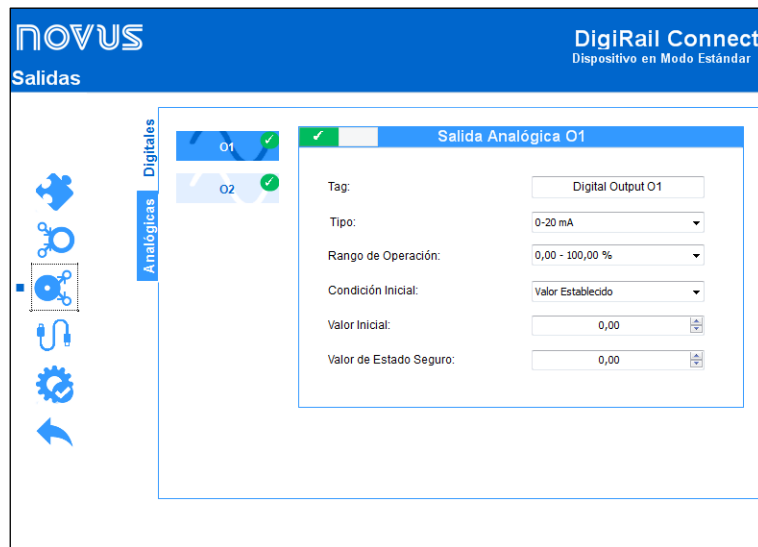 novus
DigiRail Connect
Dispositivo en Modo Estándar
Salidas
Digitales
Analógicas
O1
O2
Salida Analógica O1
Tag:
Digital Output O1
Tipo:
0-20 mA
Rango de Operación:
0,00 - 100,00 %
Condición Inicial:
Valor Establecido
Valor Inicial:
0,00
Valor de Estado Seguro:
0,00